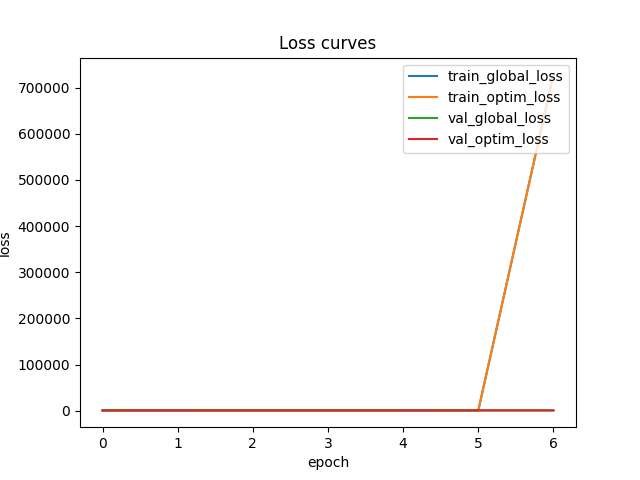 Loss curves
train_global_loss
train_optim_loss
val_global_loss
val_optim_loss
700000
600000
500000
400000
300000
200000
100000
0
loss
0 1 2 3 4 5 6
epoch